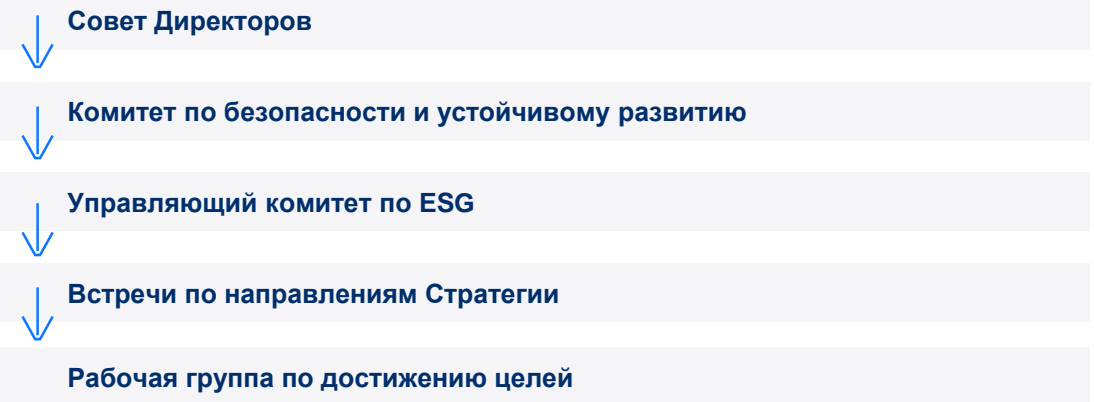 Совет Директоров
Комитет по безопасности и устойчивому развитию
Управляющий комитет по ESG
Встречи по направлениям Стратегии
Рабочая группа по достижению целей